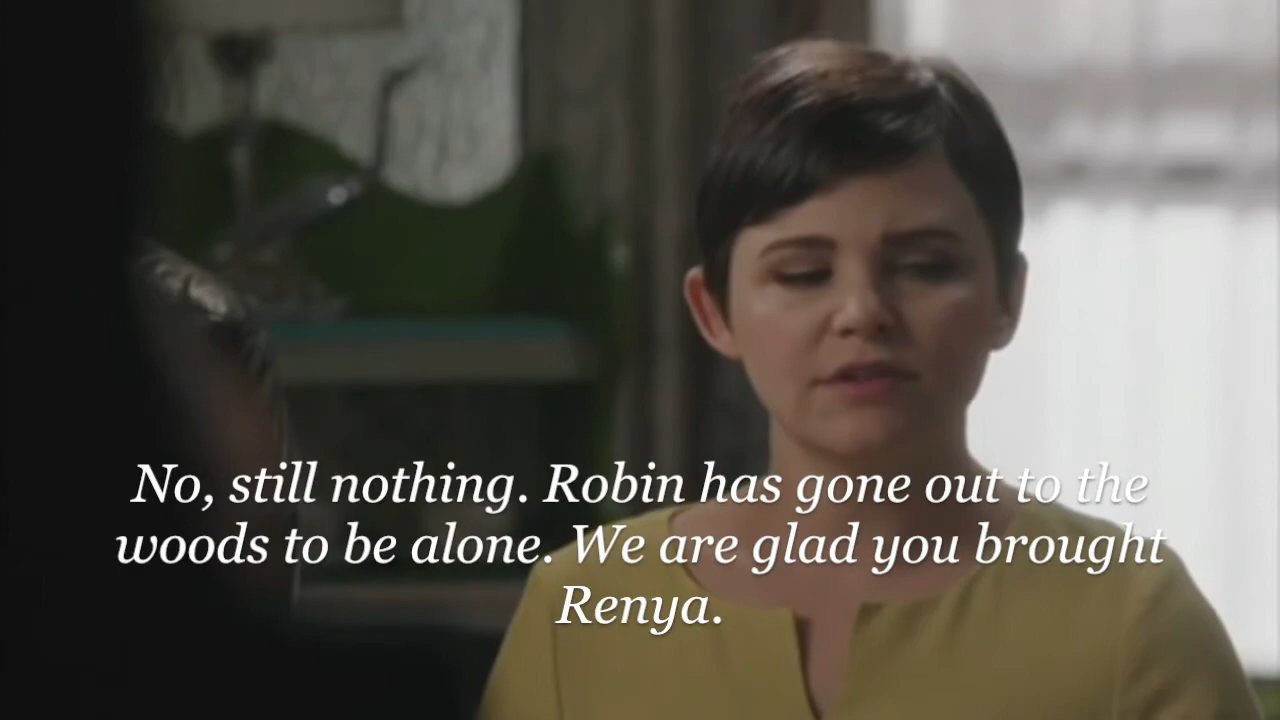 No, still nothing. Robin has gone out to the
woods to be alone. We are glad you brought
Renya.